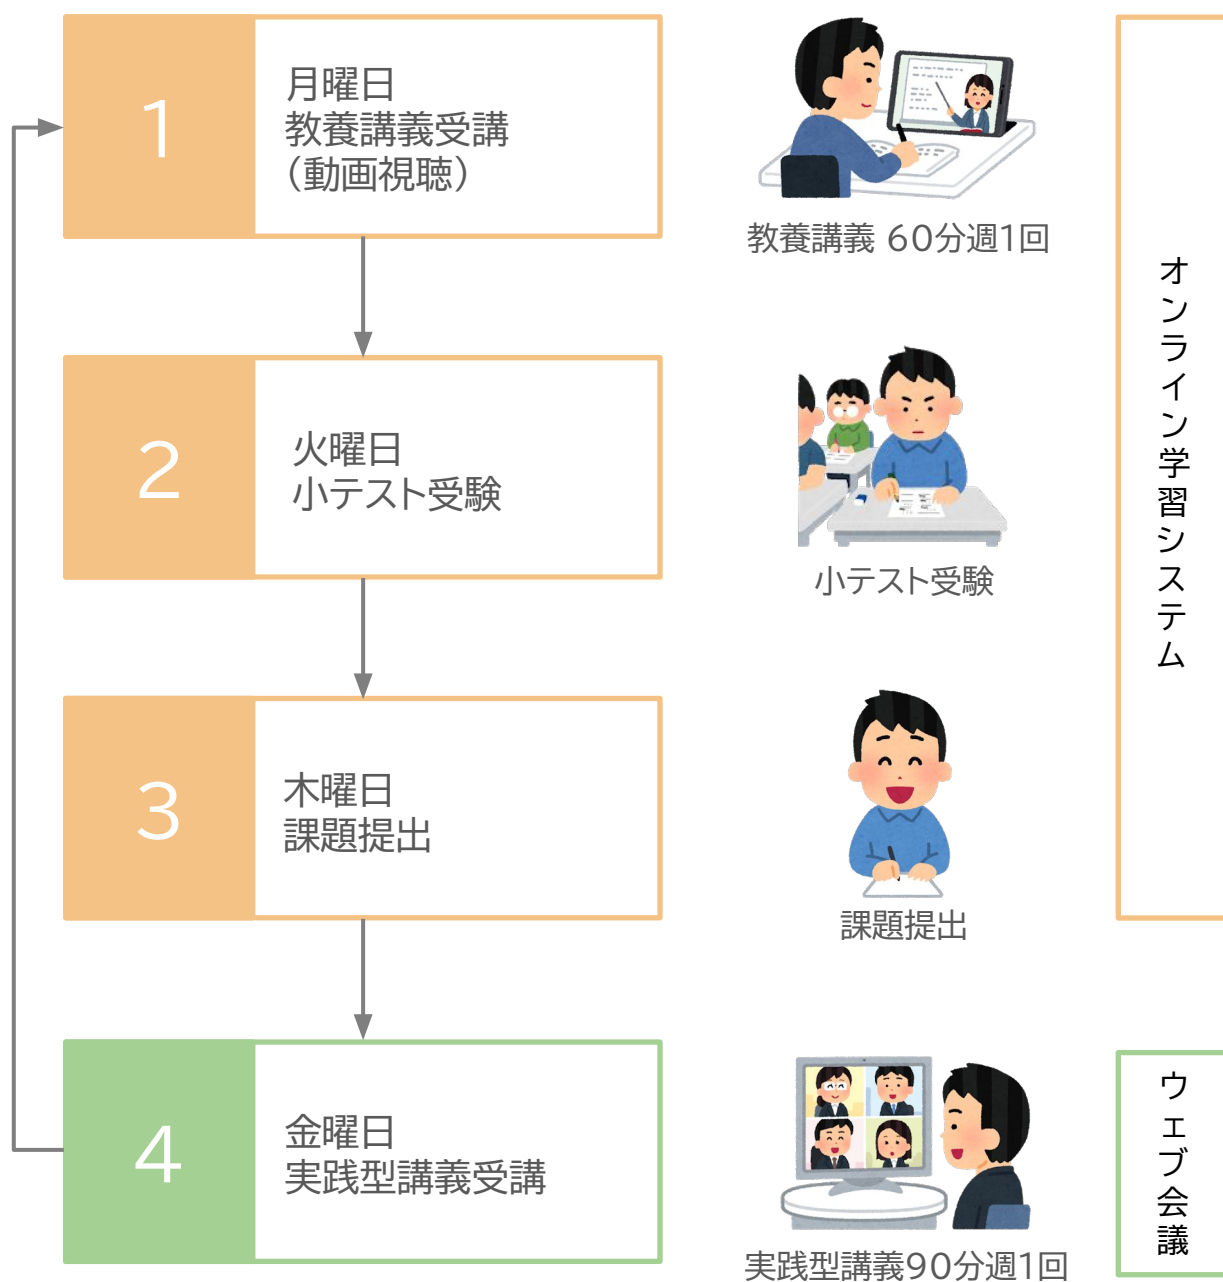 1
月曜日
教養講義受講
（動画視聴）
教養講義 60分週1回
2
火曜日
小テスト受験
小テスト受験
3
木曜日
課題提出
課題提出
オンライン学習システム
4
金曜日
実践型講義受講
実践型講義90分週1回
ウェブ会議